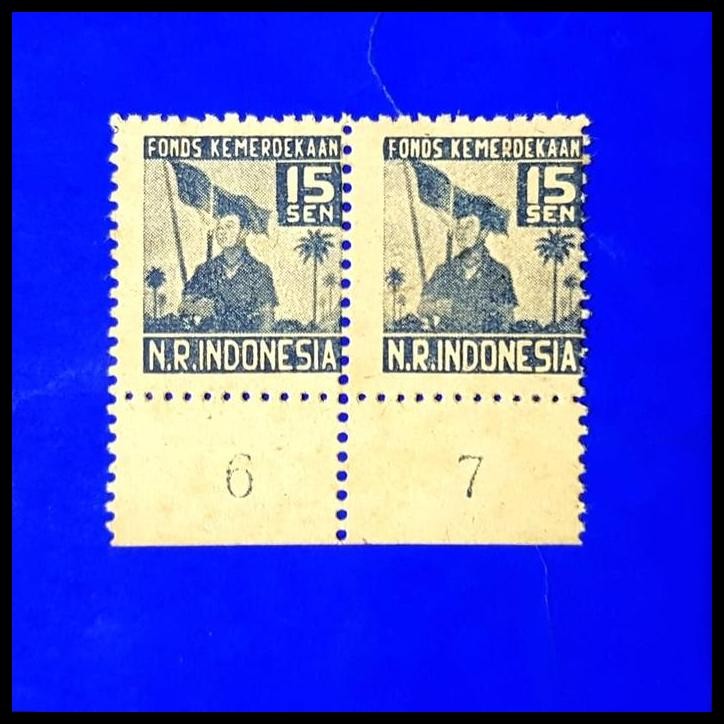 FONDS KEMERDEKAAN
15
SEN
N.R.INDONESIA
6
FONDS KEMERDEKAAN
15
SEN
N.R.INDONESIA
7